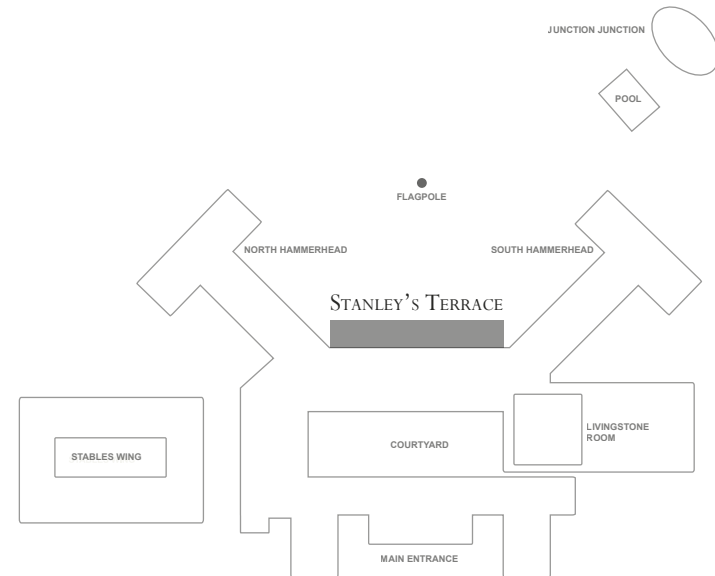 JUNCTION JUNCTION
POOL
FLAGPOLE
NORTH HAMMERHEAD
SOUTH HAMMERHEAD
STANLEY'S TERRACE
LIVINGSTONE
ROOM
COURTYARD
STABLES WING
MAIN ENTRANCE